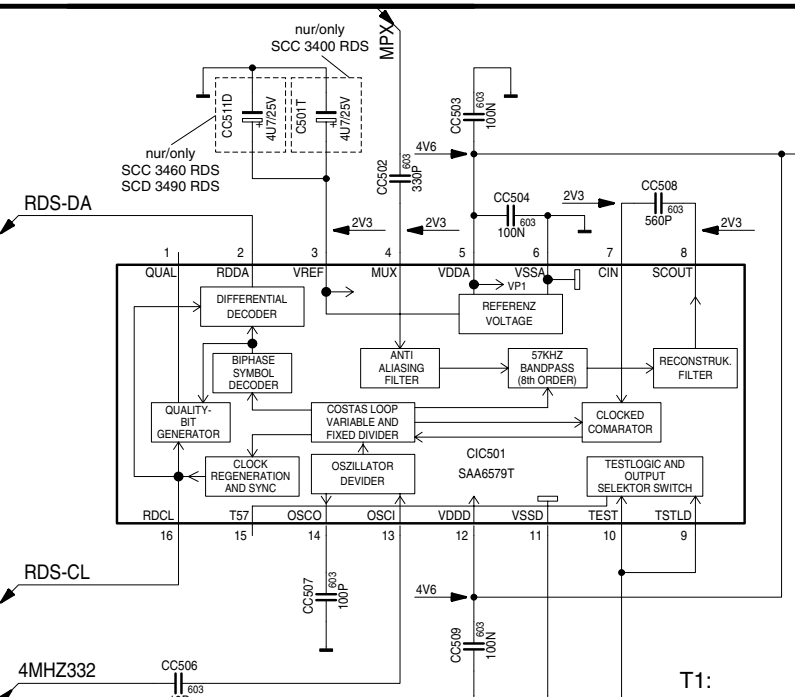 nur/only
SCC 3400 RDS
MPX
CC511D
4U7/25V
+
C501T
4U7/25V
+
CC503
603
100N
nur/only
SCC 3460 RDS
SCD 3490 RDS
4V6
CC502
603
330P
CC504
603
100N
2V3
CC508
603
560P
RDS-DA
2V3
2V3
2V3
1
2
3
4
5
6
7
8
QUAL
RDDA
VREF
MUX
VDDA
VSSA
CIN
SCOUT
VP1
DIFFERENTIAL
DECODER
REFERENZ
VOLTAGE
BIPHASE
SYMBOL
DECODER
ANTI
ALIASING
FILTER
57KHZ
BANDPASS
(8th ORDER)
RECONSTRUK.
FILTER
QUALITY-
BIT
GENERATOR
COSTAS LOOP
VARIABLE AND
FIXED DIVIDER
CLOCKED
COMARATOR
CIC501
SAA6579T
CLOCK
REGENERATION
AND SYNC
OSZILLATOR
DEVIDER
TESTLOGIC AND
OUTPUT
SELEKTOR SWITCH
RDCL
T57
OSCO
OSCI
VDDD
VSSD
TEST
TSTLD
16
15
14
13
12
11
10
9
RDS-CL
CC507
603
100P
4V6
CC509
603
100N
4MHZ332
CC506
603
T1: